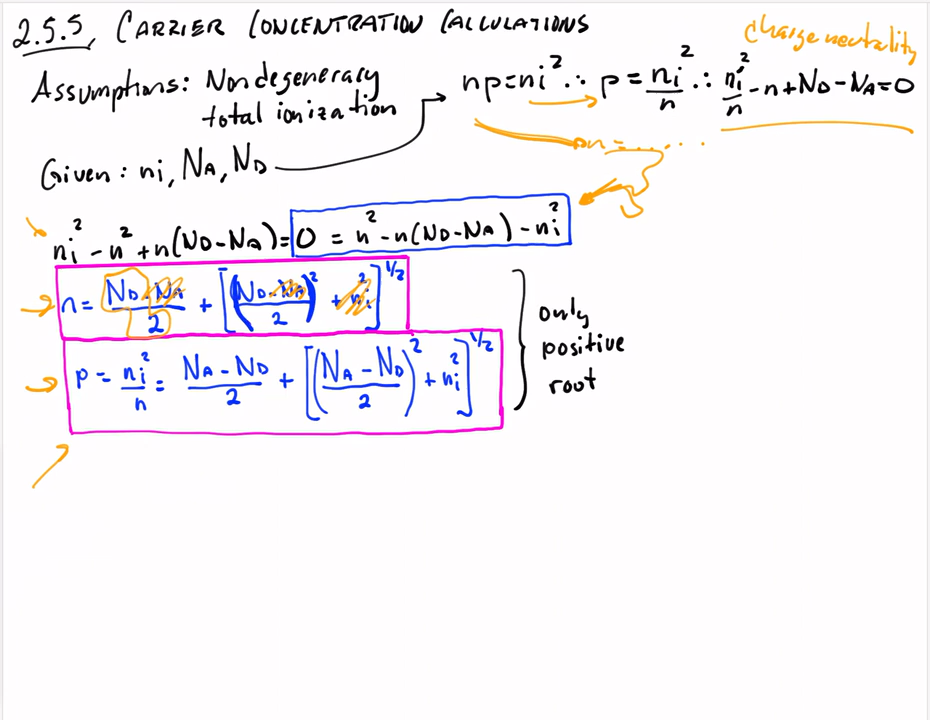 2.5.5, CARRIER CONCENTRATION CALCULATIONS
charge neutrality
Assumptions: Nondegeneracy
total ionization
np = ni² ∴ p = ni²/n ∴ ni²/n - n + ND - NA = 0
n = ......
Given: ni, NA, ND
ni² - n² + n(ND - NA) = 0 = n² - n(ND - NA) - ni²
n = (ND - NA)/2 + [((ND - NA)/2)² + ni²]^1/2
p = ni²/n = (NA - ND)/2 + [((NA - ND)/2)² + ni²]^1/2
only
positive
root